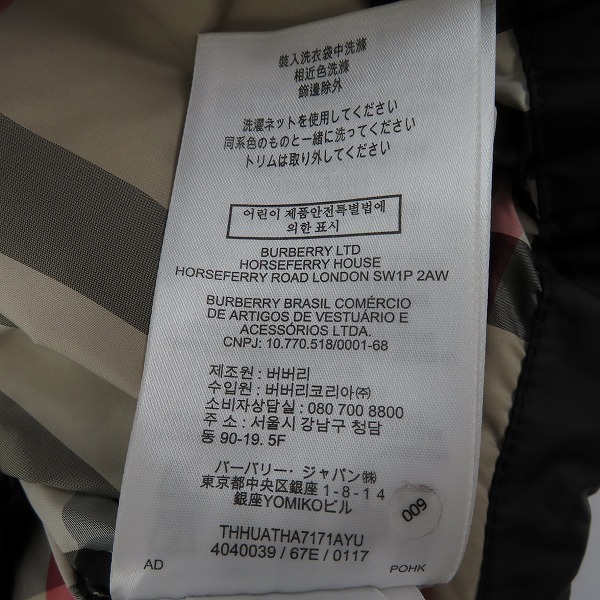 裝入洗衣袋中洗滌
相近色洗滌
飾邊除外
洗濯ネットを使用してください
同系色のものと一緒に洗ってください
トリムは取り外してください
어린이 제품안전특별법에
의한 표시
BURBERRY LTD
HORSEFERRY HOUSE
HORSEFERRY ROAD LONDON SW1P 2AW
BURBERRY BRASIL COMÉRCIO
DE ARTIGOS DE VESTUÁRIO E
ACESSÓRIOS LTDA.
CNPJ: 10.770.518/0001-68
제조원 : 버버리
수입원 : 버버리코리아㈜
소비자상담실 : 080 700 8800
주 소 : 서울시 강남구 청담
동 90-19. 5F
バーバリー・ジャパン㈱
東京都中央区銀座 1 - 8 - 1 4
銀座YOMIKOビル
009
THHUATHA7171AYU
4040039 / 67E / 0117
AD
POHK